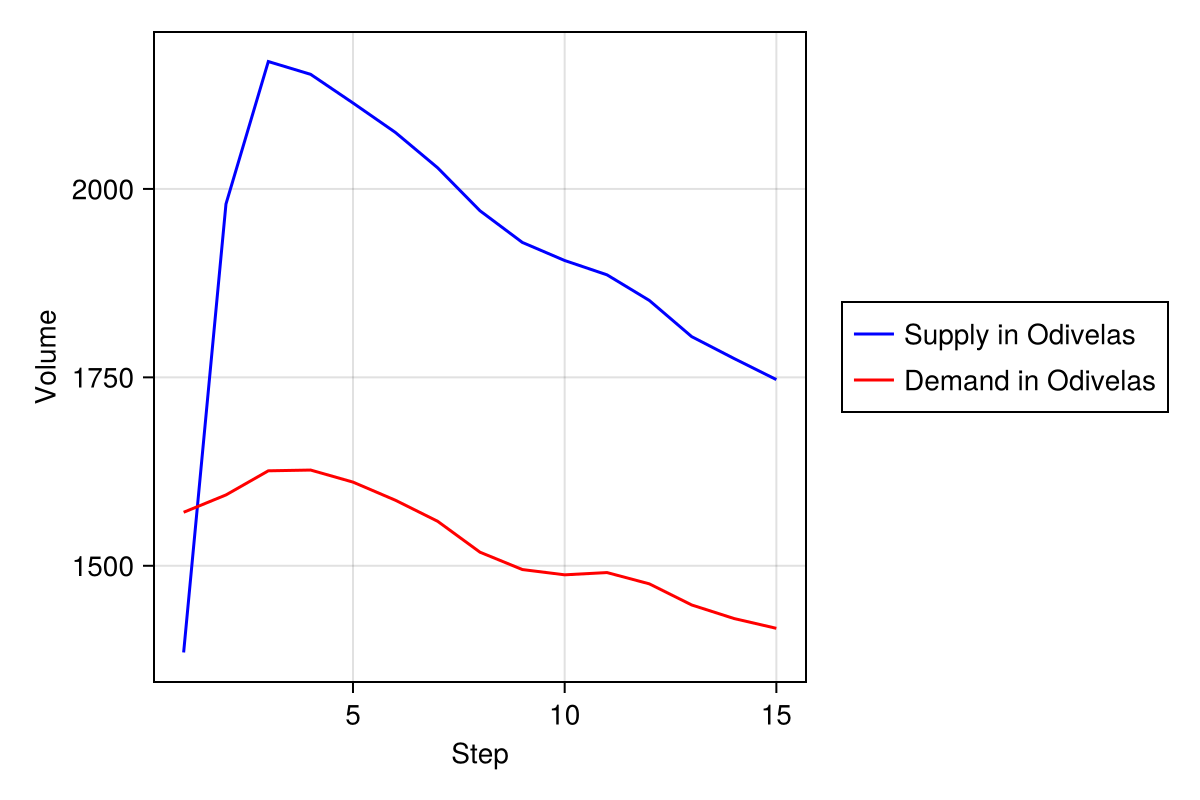 2000
1750
1500
Volume
5 10 15
Step
Supply in Odivelas
Demand in Odivelas